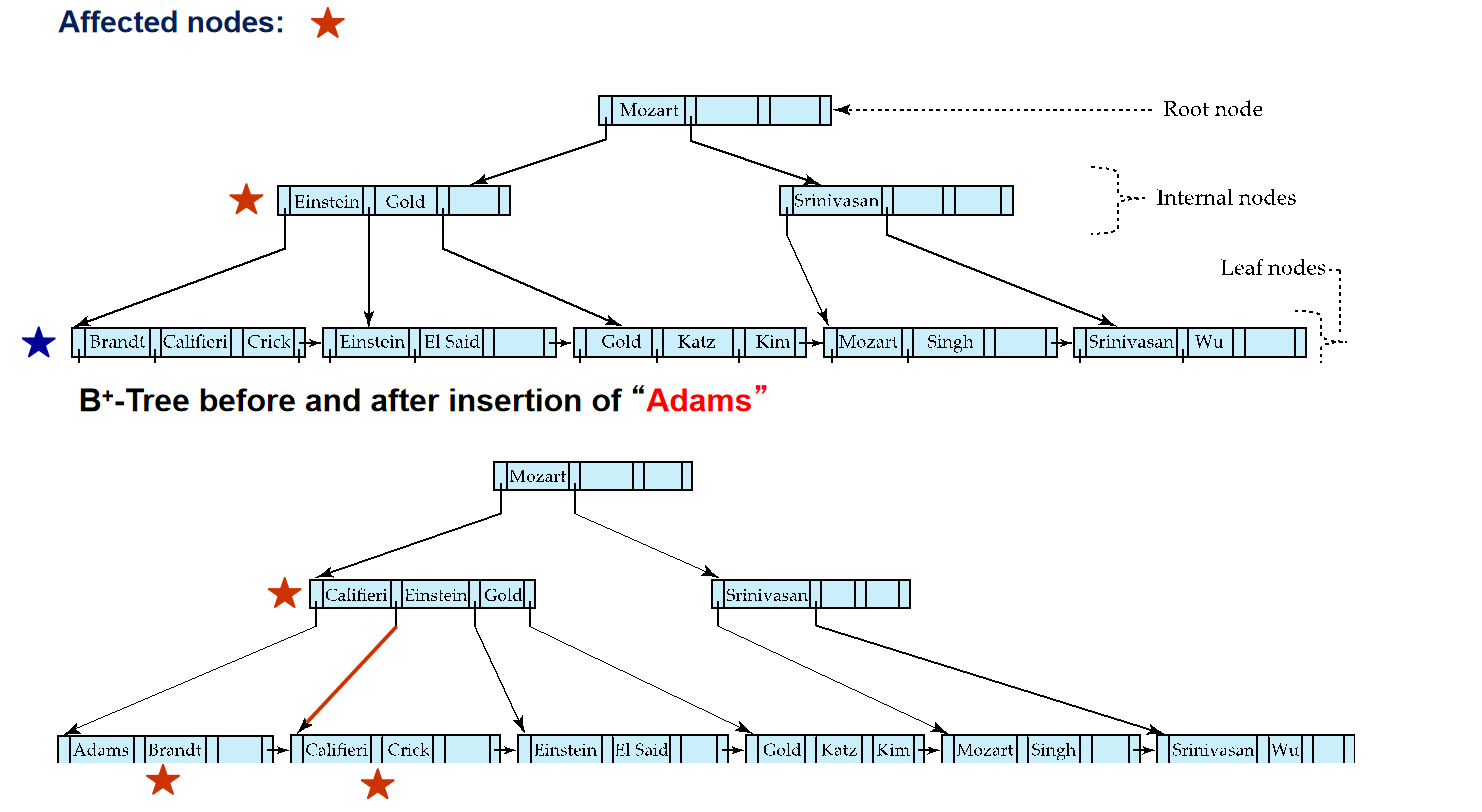 Affected nodes:
Mozart
Root node
Einstein Gold
Srinivasan
Internal nodes
Leaf nodes
Brandt Califieri Crick
Einstein El Said
Gold Katz Kim
Mozart Singh
Srinivasan Wu
B+-Tree before and after insertion of “Adams”
Mozart
Califieri Einstein Gold
Srinivasan
Adams Brandt
Califieri Crick
Einstein El Said
Gold Katz Kim
Mozart Singh
Srinivasan Wu